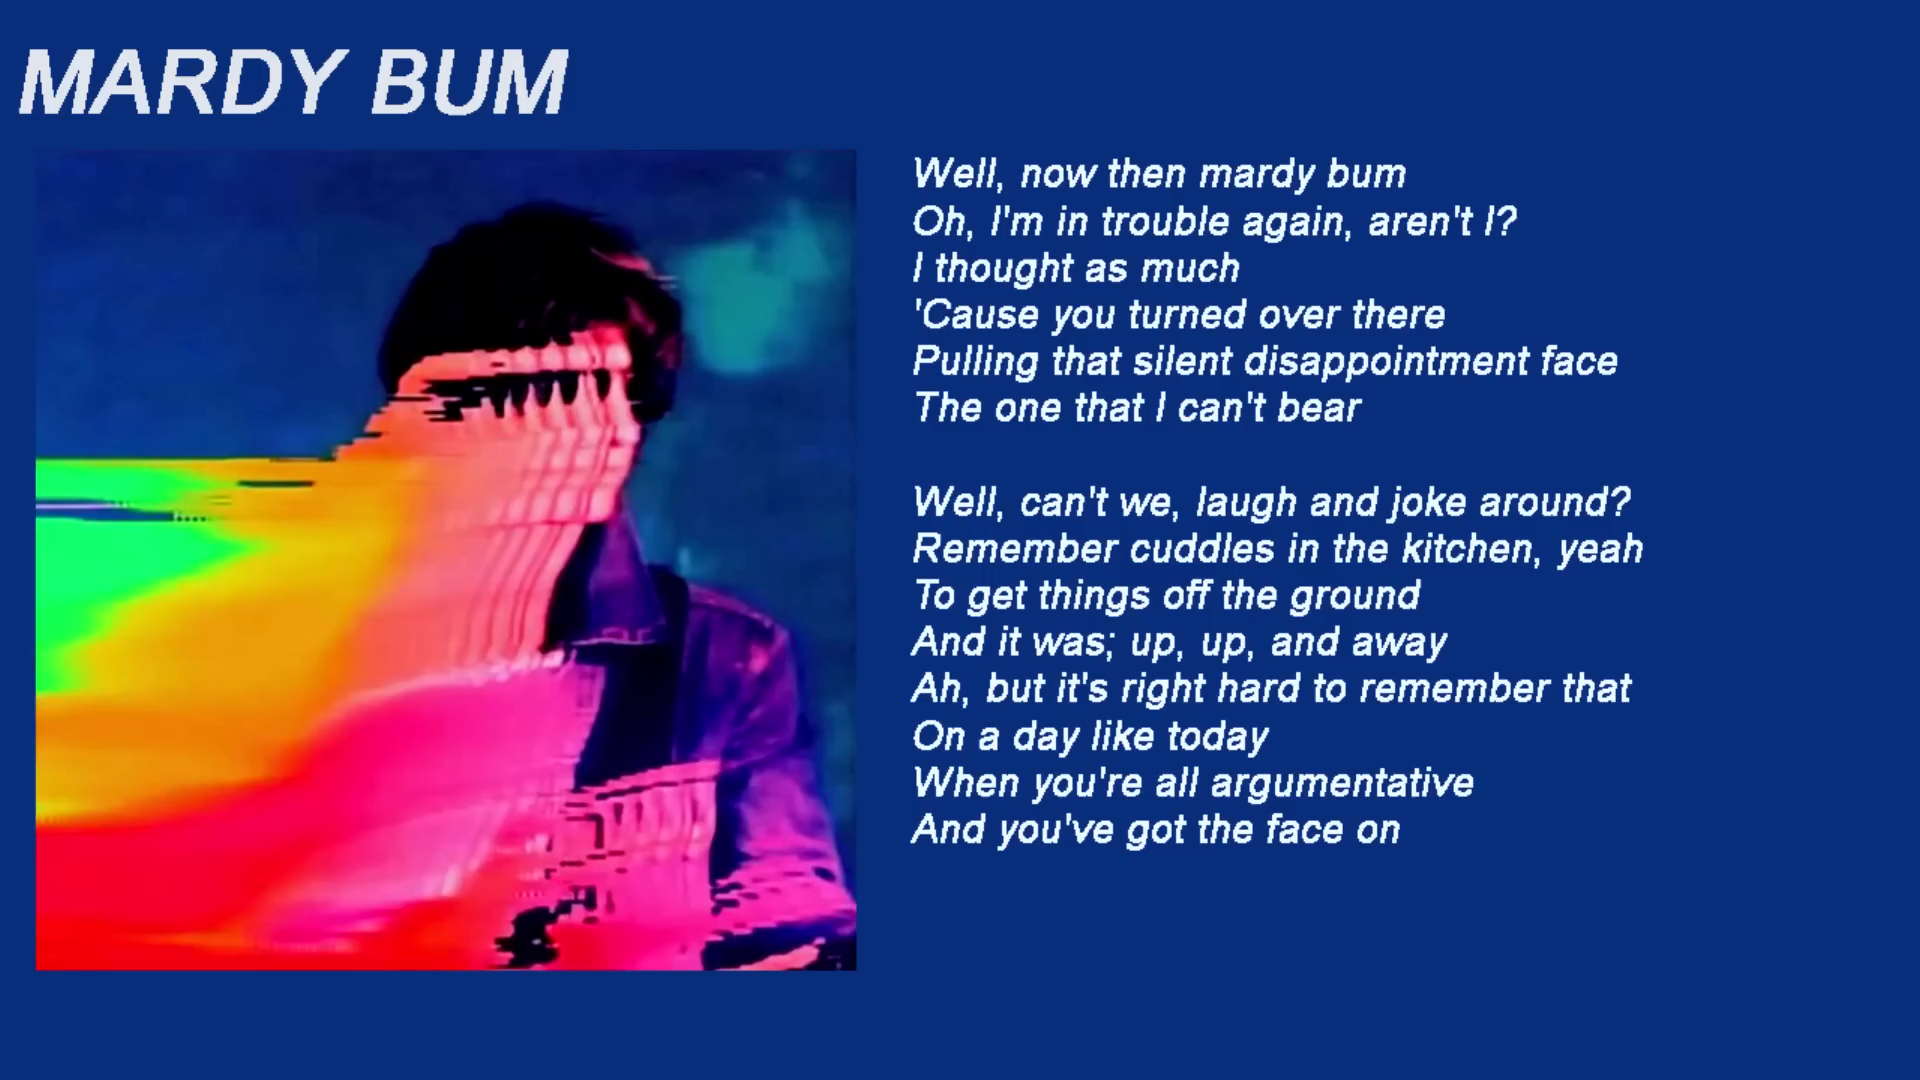 MARDY BUM
Well, now then mardy bum
Oh, I'm in trouble again, aren't I?
I thought as much
'Cause you turned over there
Pulling that silent disappointment face
The one that I can't bear
Well, can't we, laugh and joke around?
Remember cuddles in the kitchen, yeah
To get things off the ground
And it was; up, up, and away
Ah, but it's right hard to remember that
On a day like today
When you're all argumentative
And you've got the face on